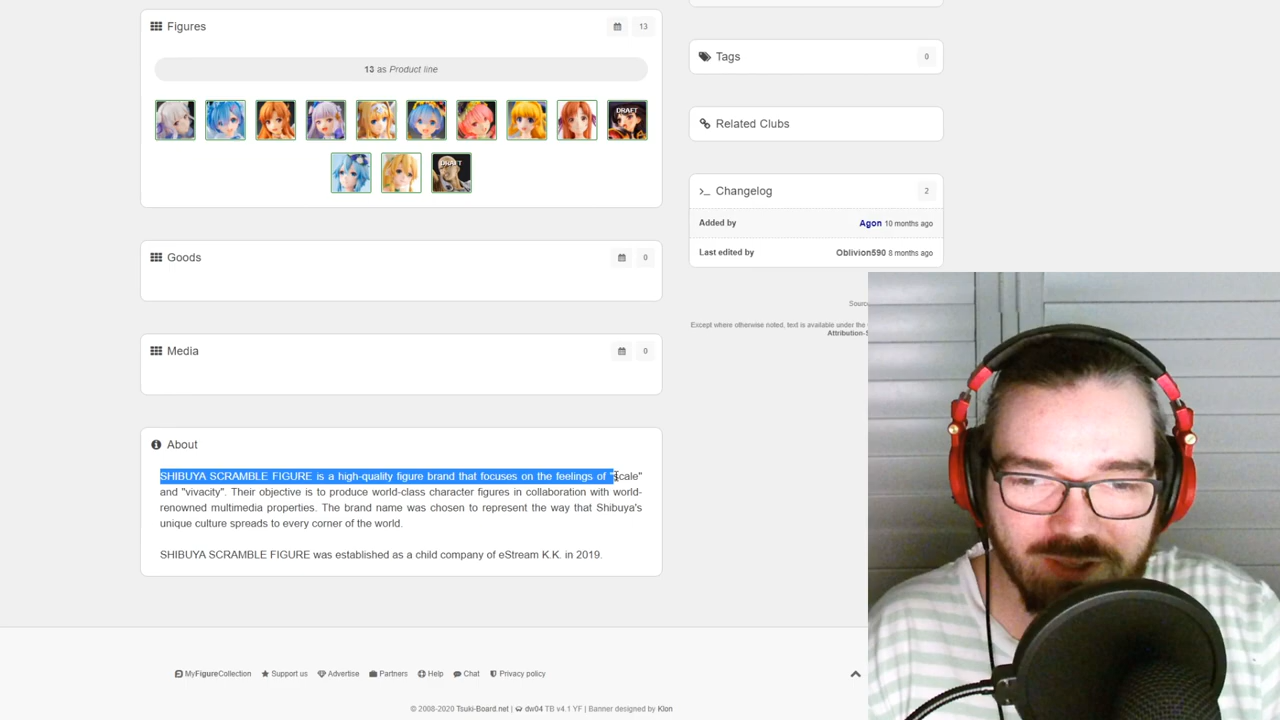 Figures
13
13 as Product line
DRAFT
DRAFT
Goods
0
Media
0
About
SHIBUYA SCRAMBLE FIGURE is a high-quality figure brand that focuses on the feelings of "scale"
and "vivacity". Their objective is to produce world-class character figures in collaboration with world-
renowned multimedia properties. The brand name was chosen to represent the way that Shibuya's
unique culture spreads to every corner of the world.
SHIBUYA SCRAMBLE FIGURE was established as a child company of eStream K.K. in 2019.
Tags
0
Related Clubs
Changelog
2
Added by
Agon 10 months ago
Last edited by
Oblivion590 8 months ago
Except where otherwise noted, text is available under the
MyFigureCollection Support us Advertise Partners Help Chat Privacy policy
© 2008-2020 Tsuki-Board.net | dw04 TB v4.1 YF | Banner designed by Klon